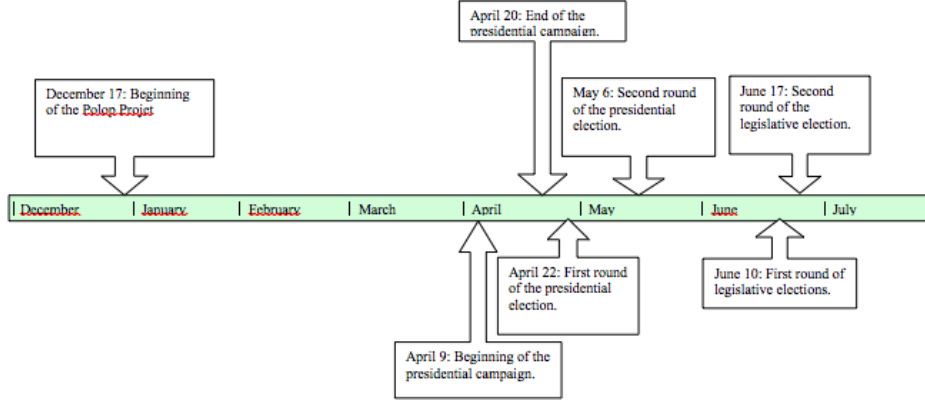 April 20: End of the
presidential campaign.
December 17: Beginning
of the Polop Projet
May 6: Second round
of the presidential
election.
June 17: Second
round of the
legislative election.
| December | January | February | March | April | May | June | July
April 22: First round
of the presidential
election.
June 10: First round of
legislative elections.
April 9: Beginning of the
presidential campaign.